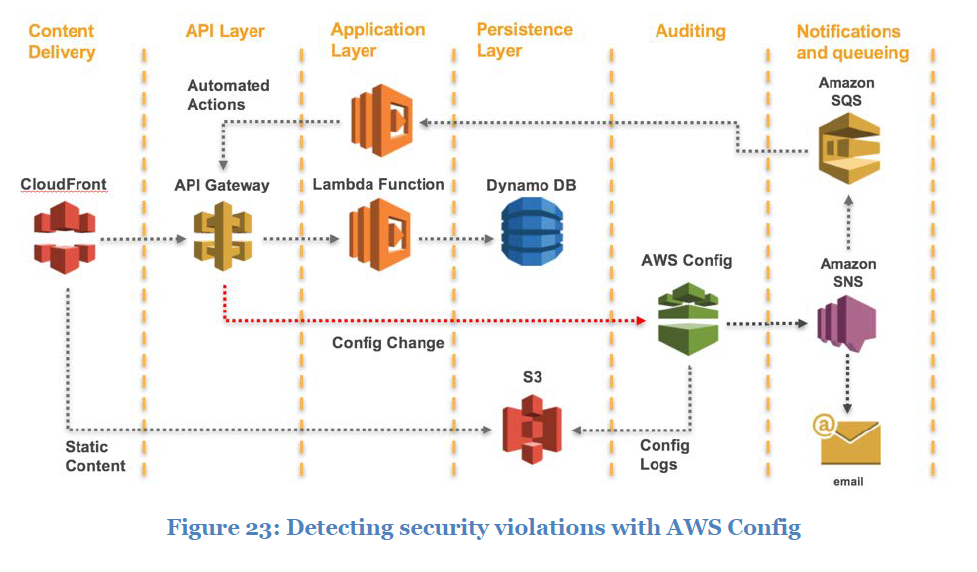 Content
Delivery
API Layer
Application
Layer
Persistence
Layer
Auditing
Notifications
and queueing
Automated
Actions
Amazon
SQS
CloudFront
API Gateway
Lambda Function
Dynamo DB
AWS Config
Amazon
SNS
Config Change
S3
Static
Content
Config
Logs
@
email
Figure 23: Detecting security violations with AWS Config